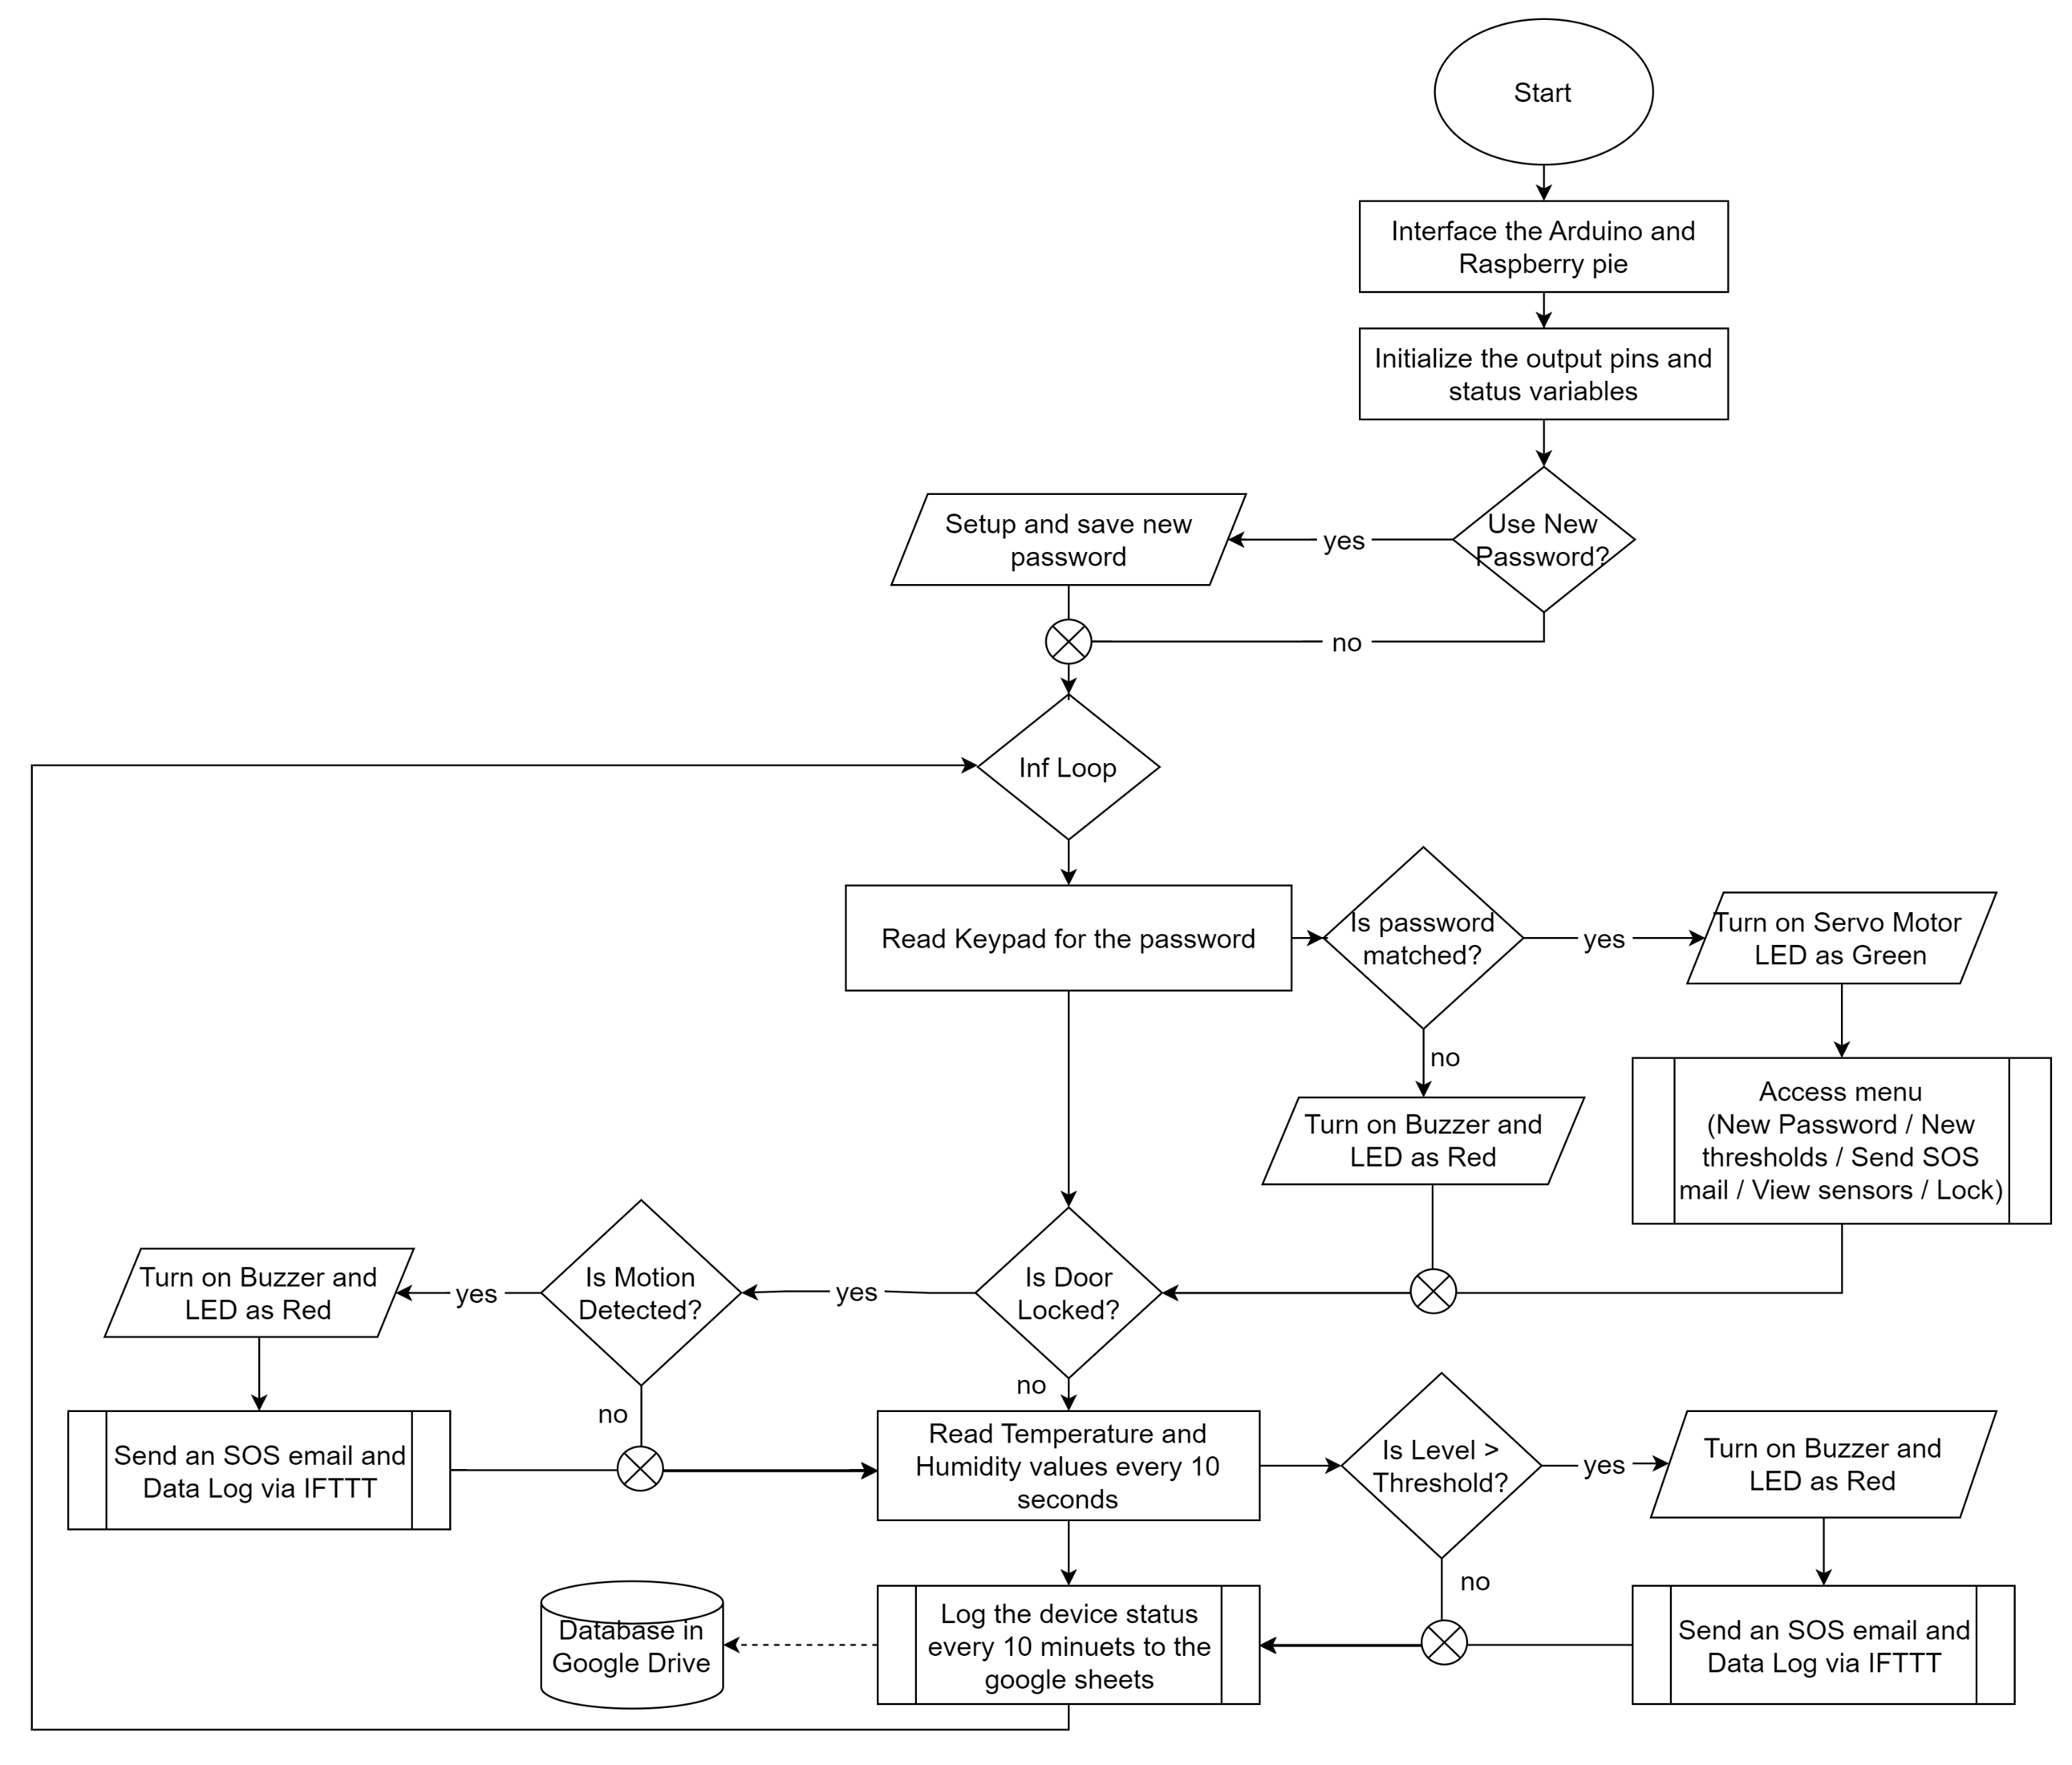 Start
Interface the Arduino and
Raspberry pie
Initialize the output pins and
status variables
Use New
Password?
yes
Setup and save new
password
no
Inf Loop
Read Keypad for the password
Is password
matched?
yes
Turn on Servo Motor
LED as Green
no
Turn on Buzzer and
LED as Red
Access menu
(New Password / New
thresholds / Send SOS
mail / View sensors / Lock)
Is Door
Locked?
yes
Is Motion
Detected?
yes
Turn on Buzzer and
LED as Red
Send an SOS email and
Data Log via IFTTT
no
no
Read Temperature and
Humidity values every 10
seconds
Is Level >
Threshold?
yes
Turn on Buzzer and
LED as Red
no
Send an SOS email and
Data Log via IFTTT
Log the device status
every 10 minuets to the
google sheets
Database in
Google Drive